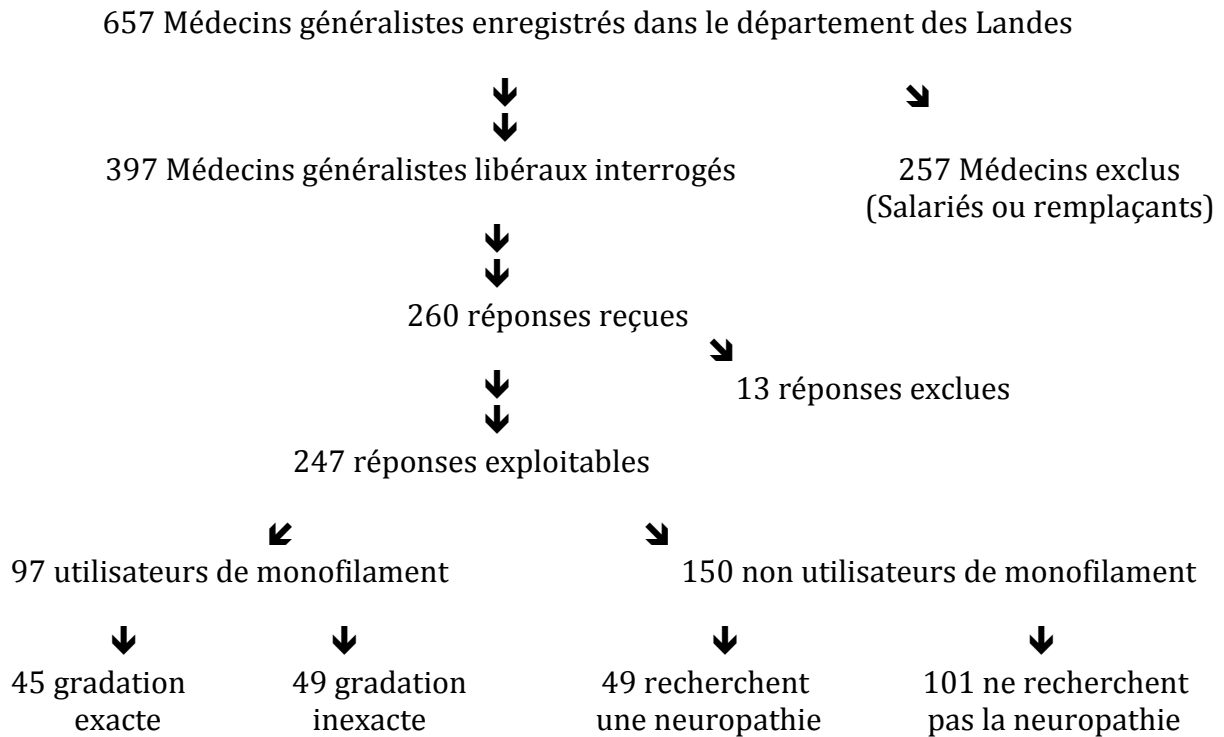 657 Médecins généralistes enregistrés dans le département des Landes
397 Médecins généralistes libéraux interrogés
257 Médecins exclus
(Salariés ou remplaçants)
260 réponses reçues
13 réponses exclues
247 réponses exploitables
97 utilisateurs de monofilament
150 non utilisateurs de monofilament
45 gradation
exacte
49 gradation
inexacte
49 recherchent
une neuropathie
101 ne recherchent
pas la neuropathie